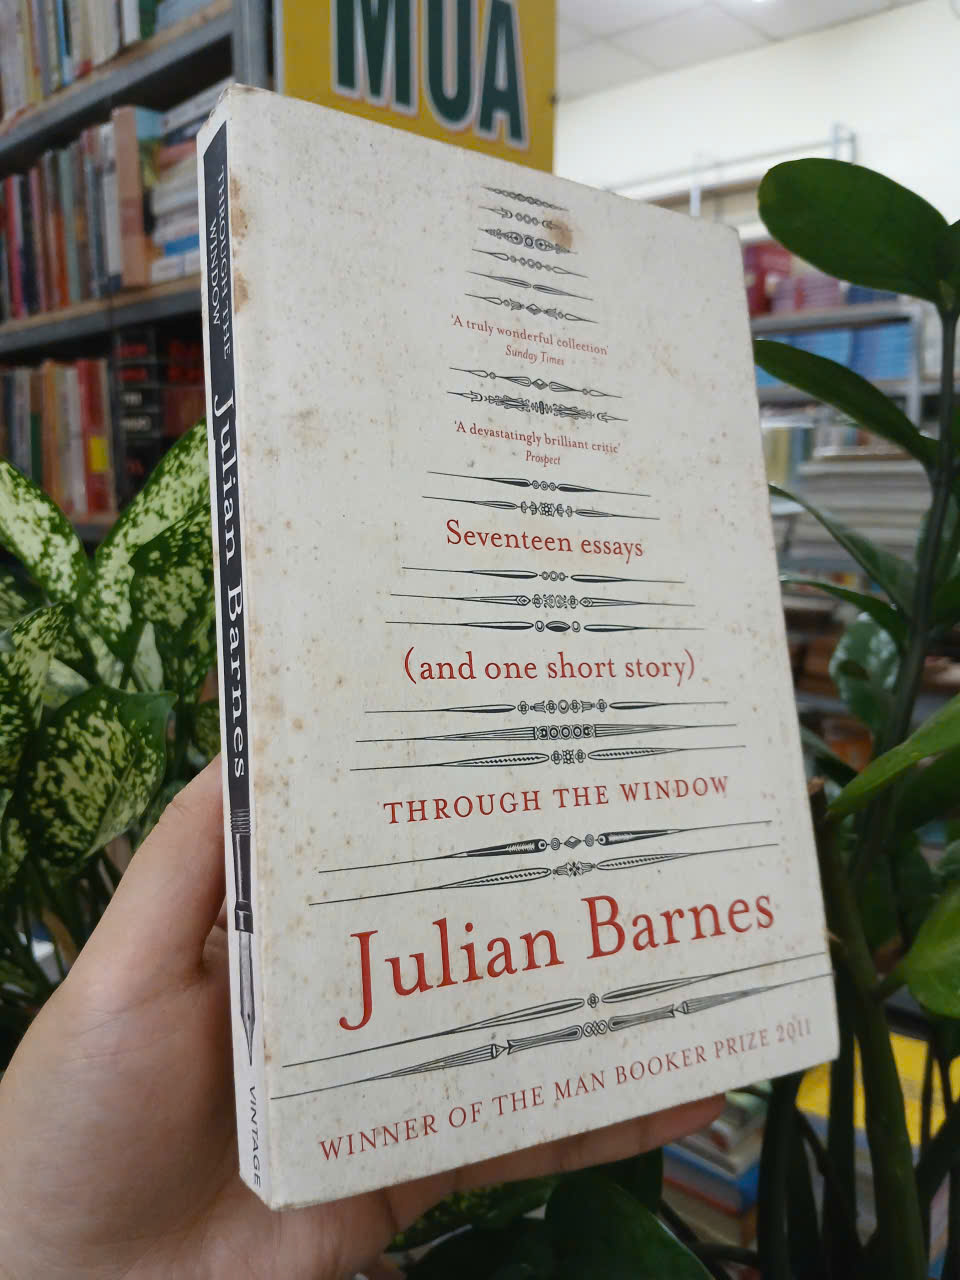 MUA
'A truly wonderful collection'
Sunday Times
'A devastatingly brilliant critic'
Prospect
Seventeen essays
(and one short story)
THROUGH THE WINDOW
Julian Barnes
WINNER OF THE MAN BOOKER PRIZE 2011
THROUGH THE
WINDOW
Julian Barnes
VINTAGE